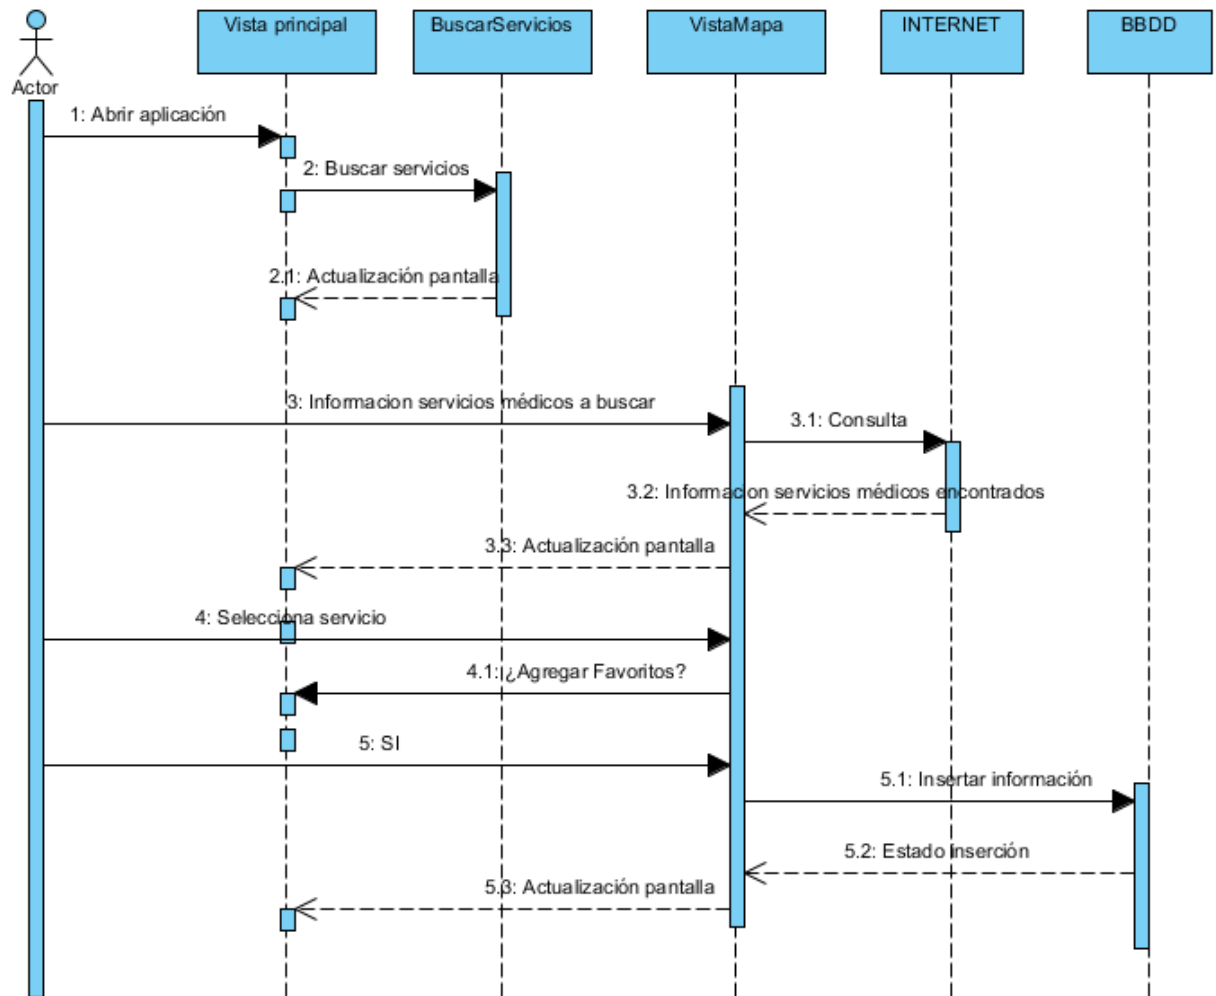 Vista principal
BuscarServicios
VistaMapa
INTERNET
BBDD
Actor
1: Abrir aplicación
2: Buscar servicios
2.1: Actualización pantalla
3: Informacion servicios médicos a buscar
3.1: Consulta
3.2: Informacion servicios médicos encontrados
3.3: Actualización pantalla
4: Selecciona servicio
4.1: ¿Agregar Favoritos?
5: SI
5.1: Insertar información
5.2: Estado Inserción
5.3: Actualización pantalla